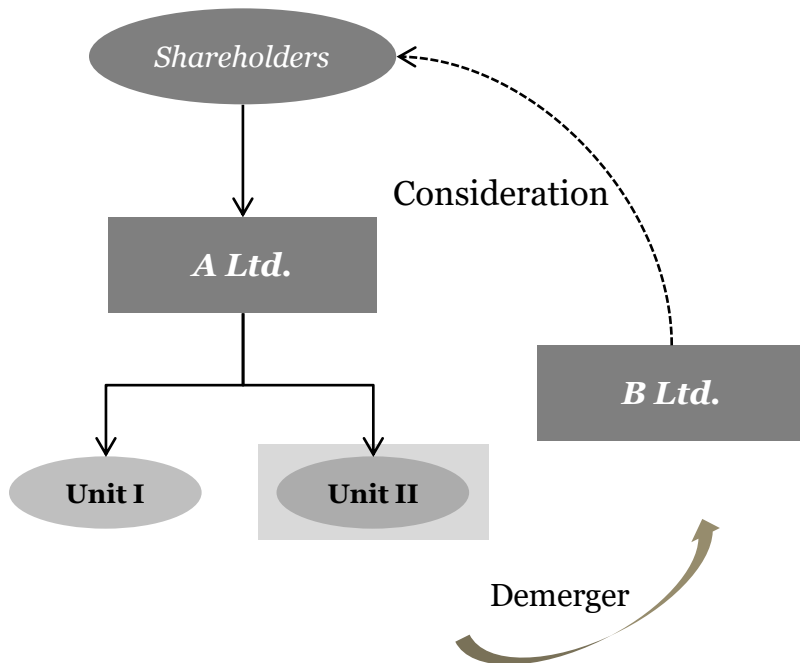 Shareholders
Consideration
A Ltd.
B Ltd.
Unit I
Unit II
Demerger